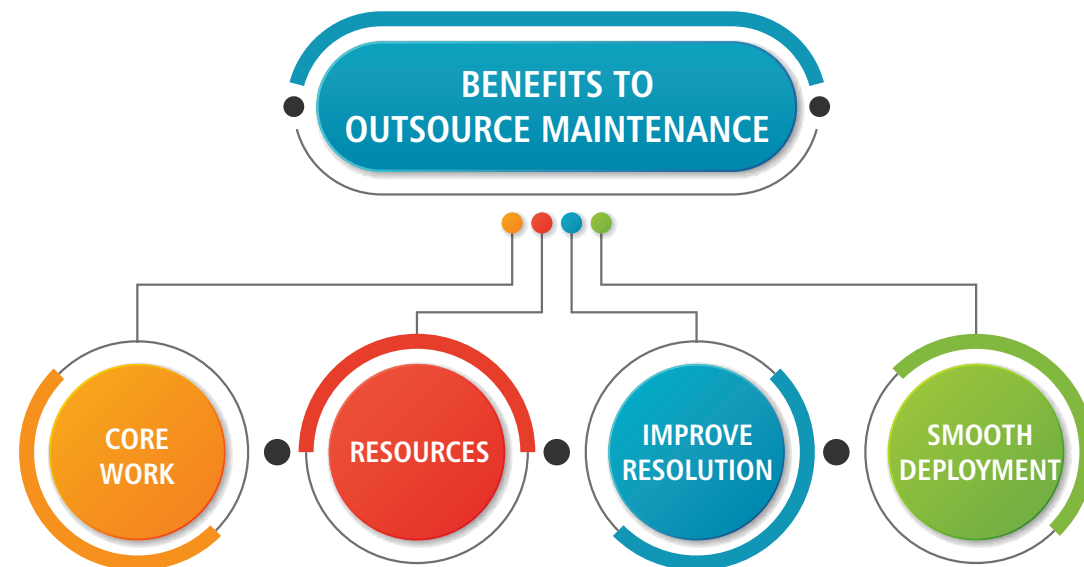 BENEFITS TO
OUTSOURCE MAINTENANCE
CORE
WORK
RESOURCES
IMPROVE
RESOLUTION
SMOOTH
DEPLOYMENT